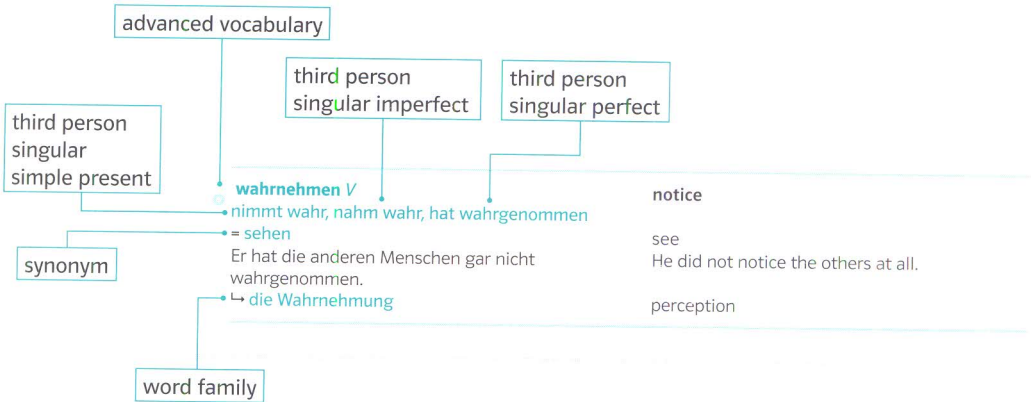 advanced vocabulary
third person
singular imperfect
third person
singular perfect
third person
singular
simple present
wahrnehmen V
notice
nimmt wahr, nahm wahr, hat wahrgenommen
= sehen
see
synonym
Er hat die anderen Menschen gar nicht
wahrgenommen.
He did not notice the others at all.
↳ die Wahrnehmung
perception
word family